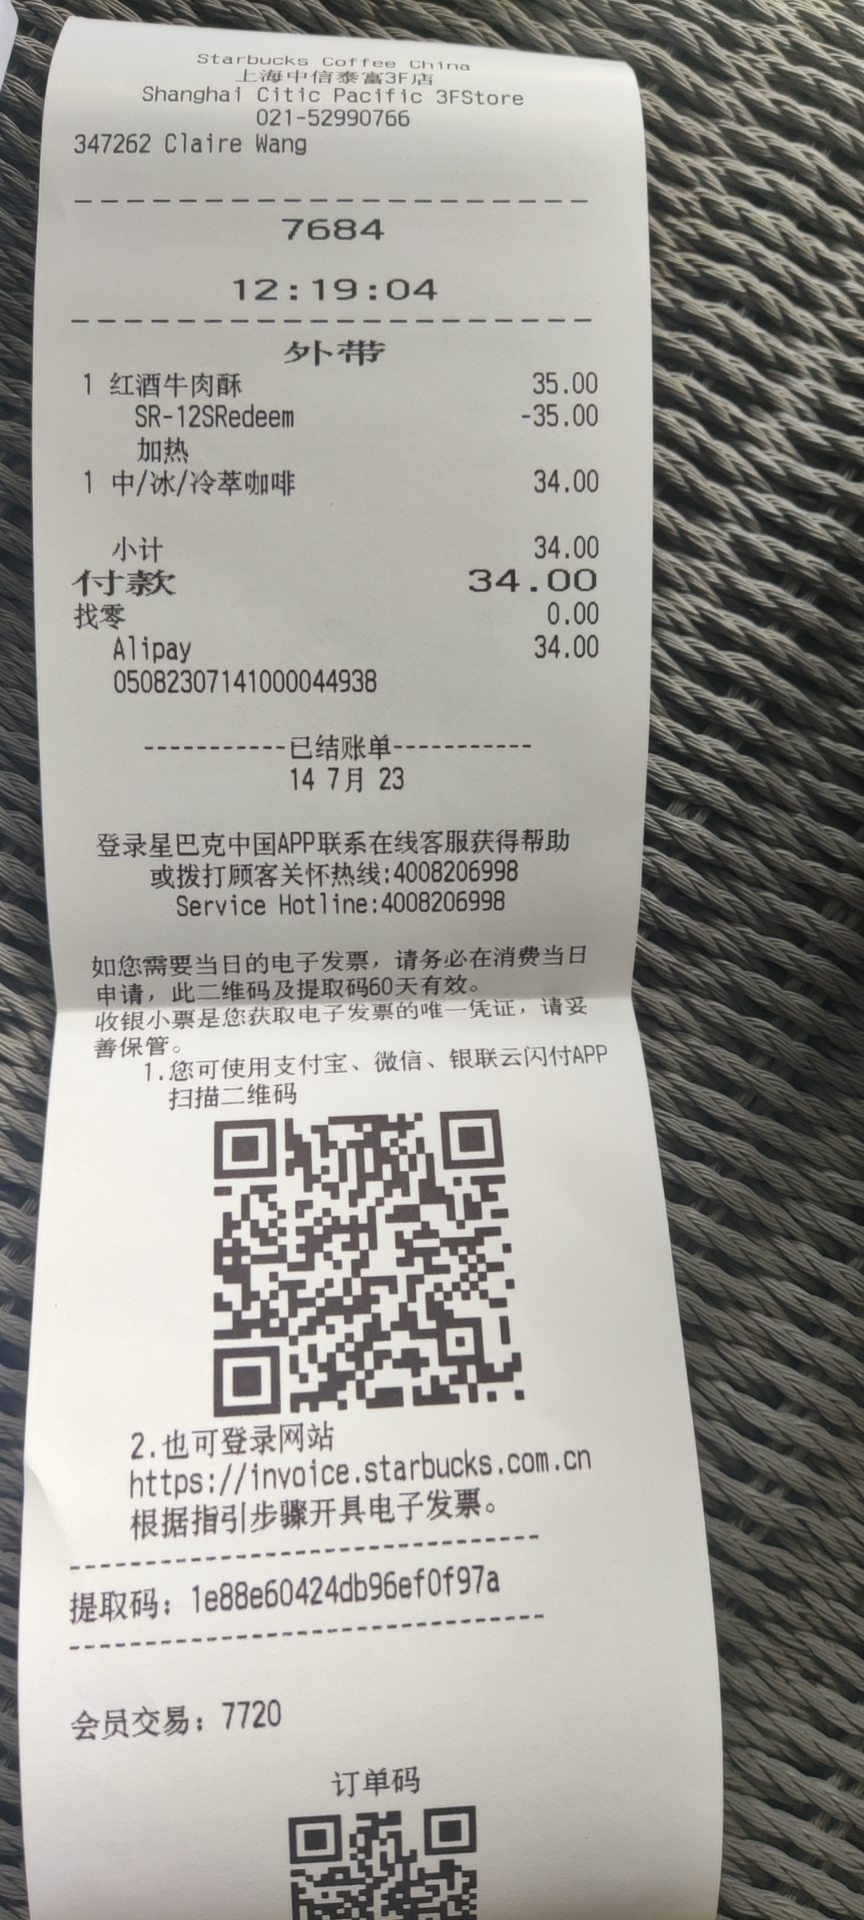 Starbucks Coffee China
上海中信泰富3F店
Shanghai Citic Pacific 3FStore
021-52990766
347262 Claire Wang
7684
12:19:04
外带
1 红酒牛肉酥 35.00
SR-12SRedeem -35.00
加热
1 中/冰/冷萃咖啡 34.00
小计 34.00
付款 34.00
找零 0.00
Alipay 34.00
05082307141000044938
-----------已结账单-----------
14 7月 23
登录星巴克中国APP联系在线客服获得帮助
或拨打顾客关怀热线:4008206998
Service Hotline:4008206998
如您需要当日的电子发票，请务必在消费当日
申请，此二维码及提取码60天有效。
收银小票是您获取电子发票的唯一凭证，请妥
善保管。
1.您可使用支付宝、微信、银联云闪付APP
扫描二维码
2.也可登录网站
https://invoice.starbucks.com.cn
根据指引步骤开具电子发票。
提取码：1e88e60424db96ef0f97a
会员交易：7720
订单码